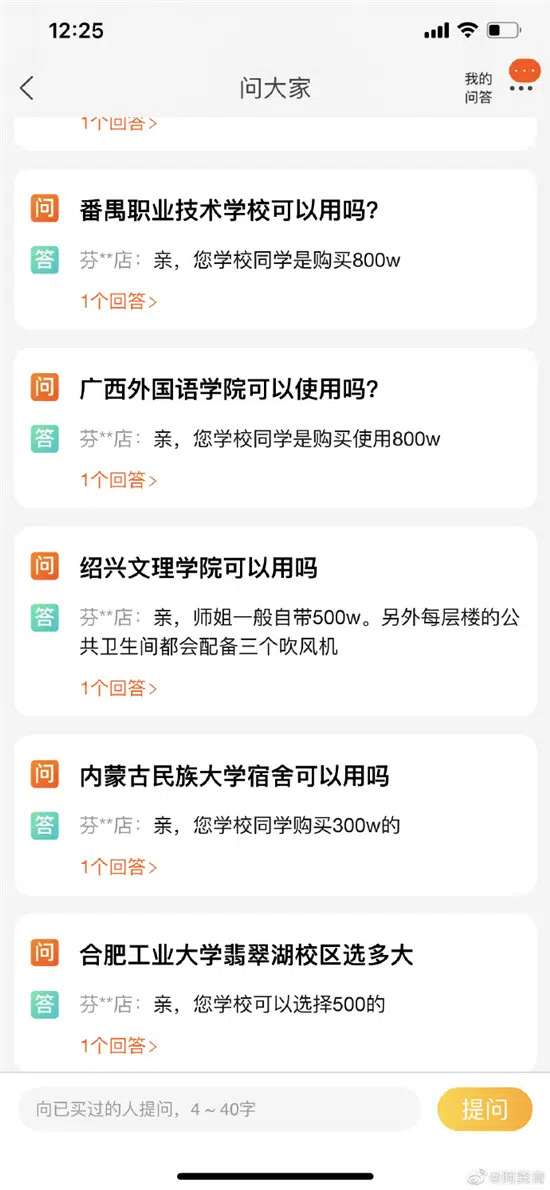 12:25
问大家
我的
问答
1个回答>
问 番禺职业技术学校可以用吗?
答 芬**店：亲，您学校同学是购买800w
1个回答>
问 广西外国语学院可以使用吗?
答 芬**店：亲，您学校同学是购买使用800w
1个回答>
问 绍兴文理学院可以用吗
答 芬**店：亲，师姐一般自带500w。另外每层楼的公
共卫生间都会配备三个吹风机
1个回答>
问 内蒙古民族大学宿舍可以用吗
答 芬**店：亲，您学校同学购买300w的
1个回答>
问 合肥工业大学翡翠湖校区选多大
答 芬**店：亲，您学校可以选择500的
1个回答>
向已买过的人提问，4～40字
提问